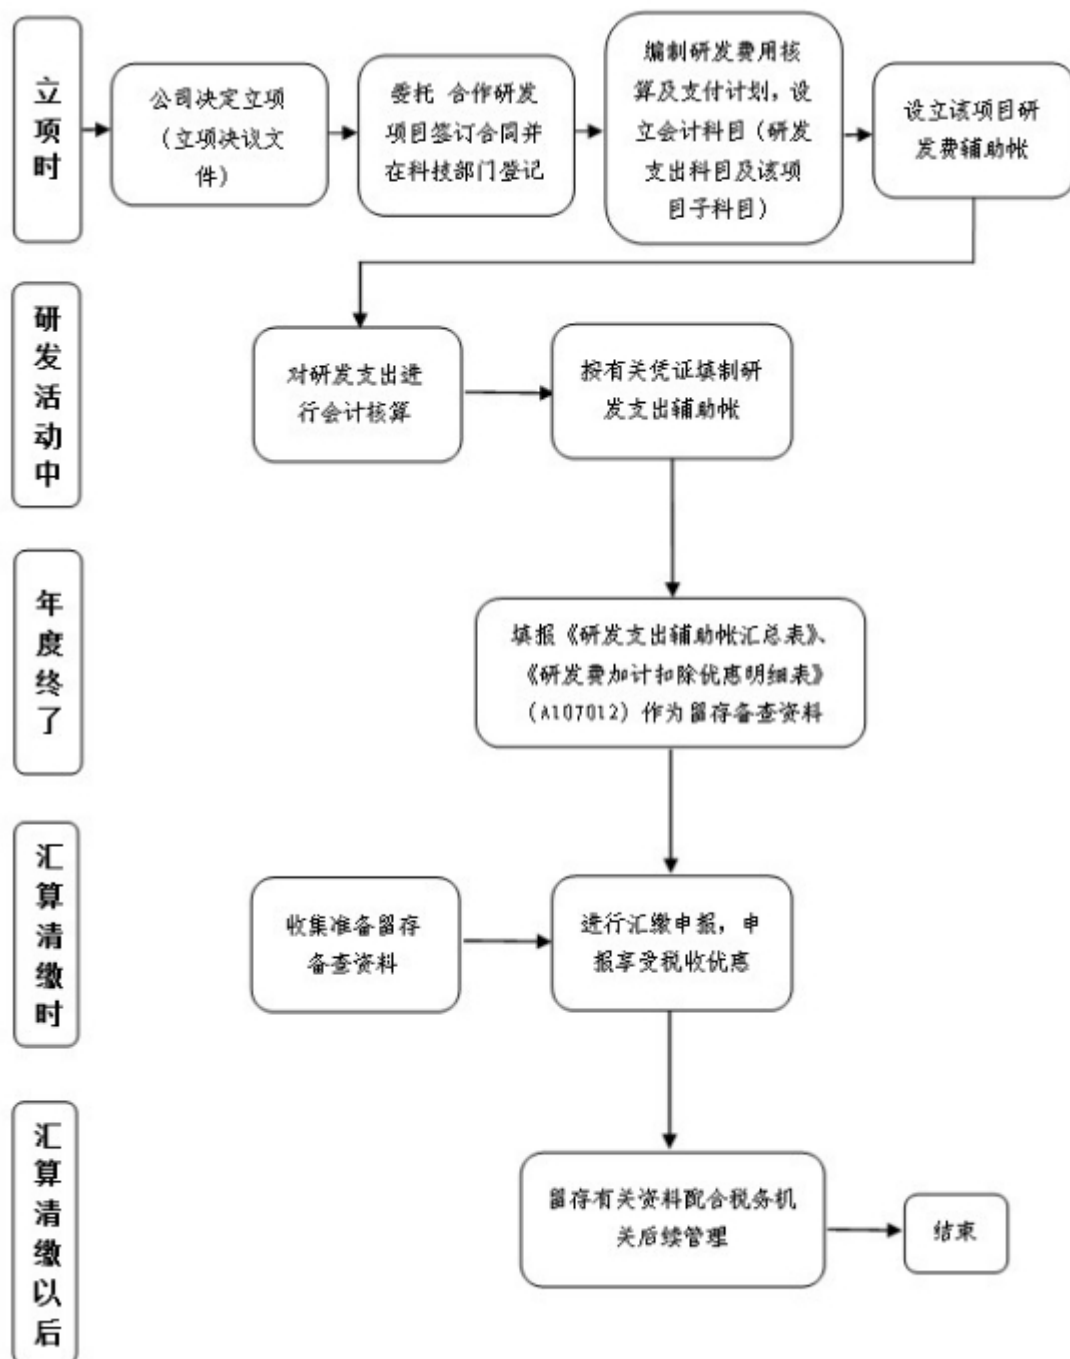 立
项
时
公司决定立项
（立项决议文
件）
委托 合作研发
项目签订合同并
在科技部门登记
编制研发费用核
算及支付计划，设
立会计科目（研发
支出科目及该项
目子科目）
设立该项目研
发费辅助帐
研
发
活
动
中
对研发支出进
行会计核算
按有关凭证填制研
发支出辅助帐
年
度
终
了
填报《研发支出辅助帐汇总表》、
《研发费加计扣除优惠明细表》
（A107012）作为留存备查资料
汇
算
清
缴
时
收集准备留存
备查资料
进行汇缴申报，申
报享受税收优惠
汇
算
清
缴
以
后
留存有关资料配合税务机
关后续管理
结束